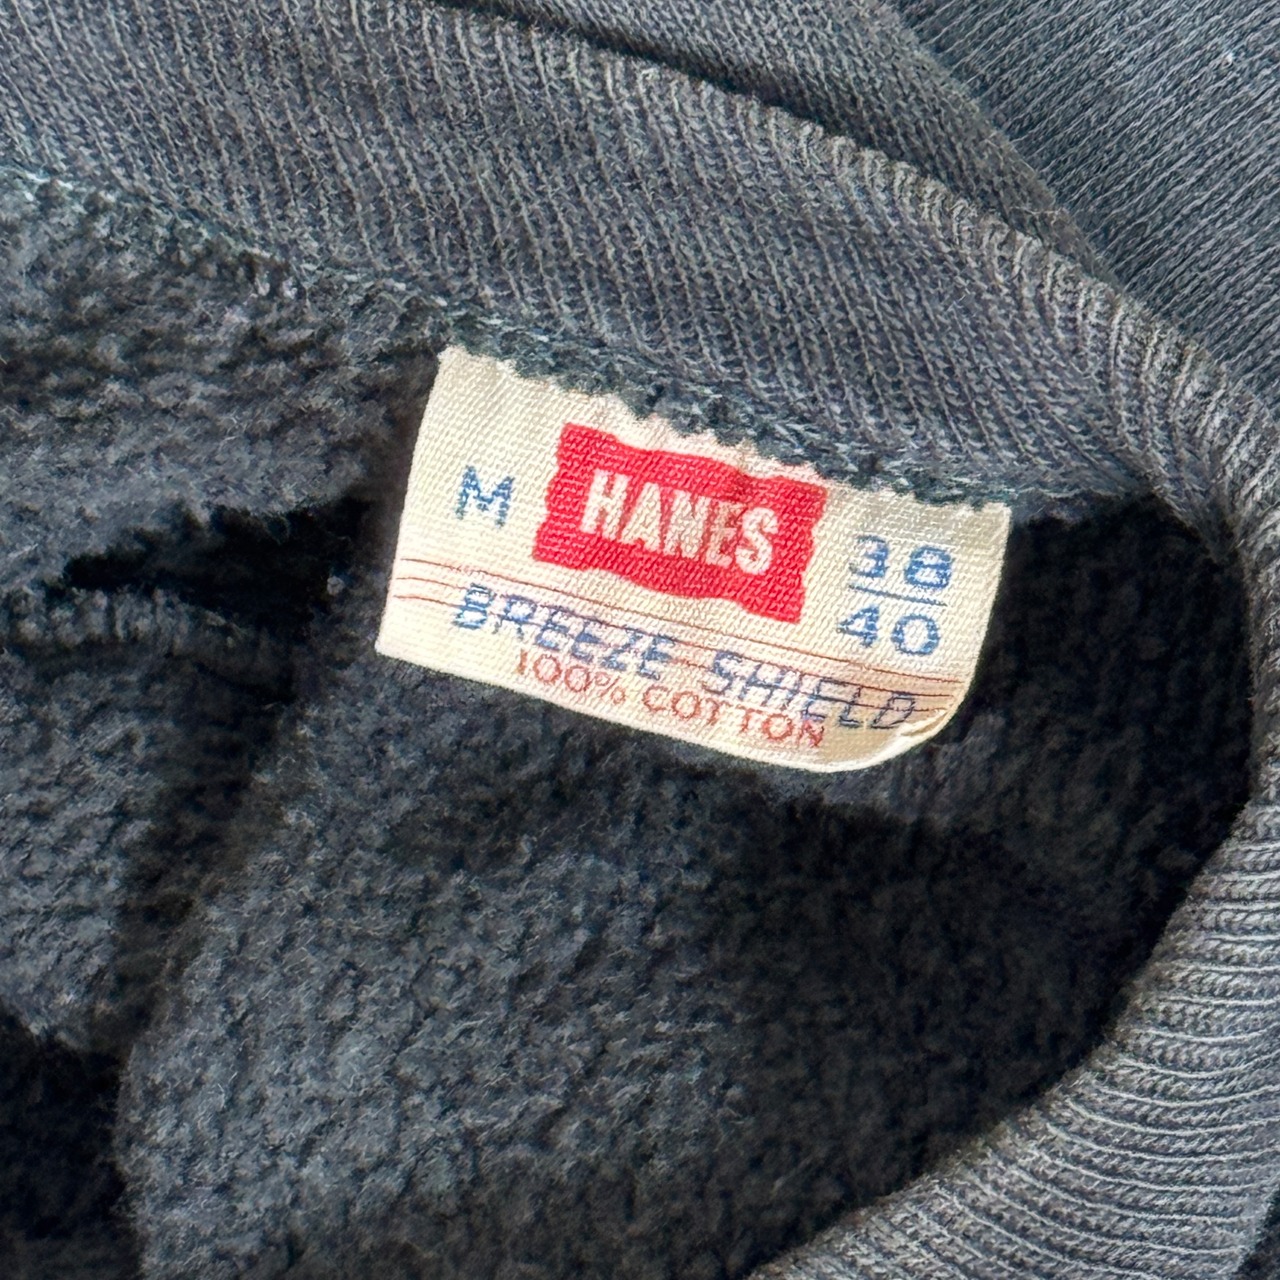 M
HANES
38
40
BREEZE SHIELD
100% COTTON